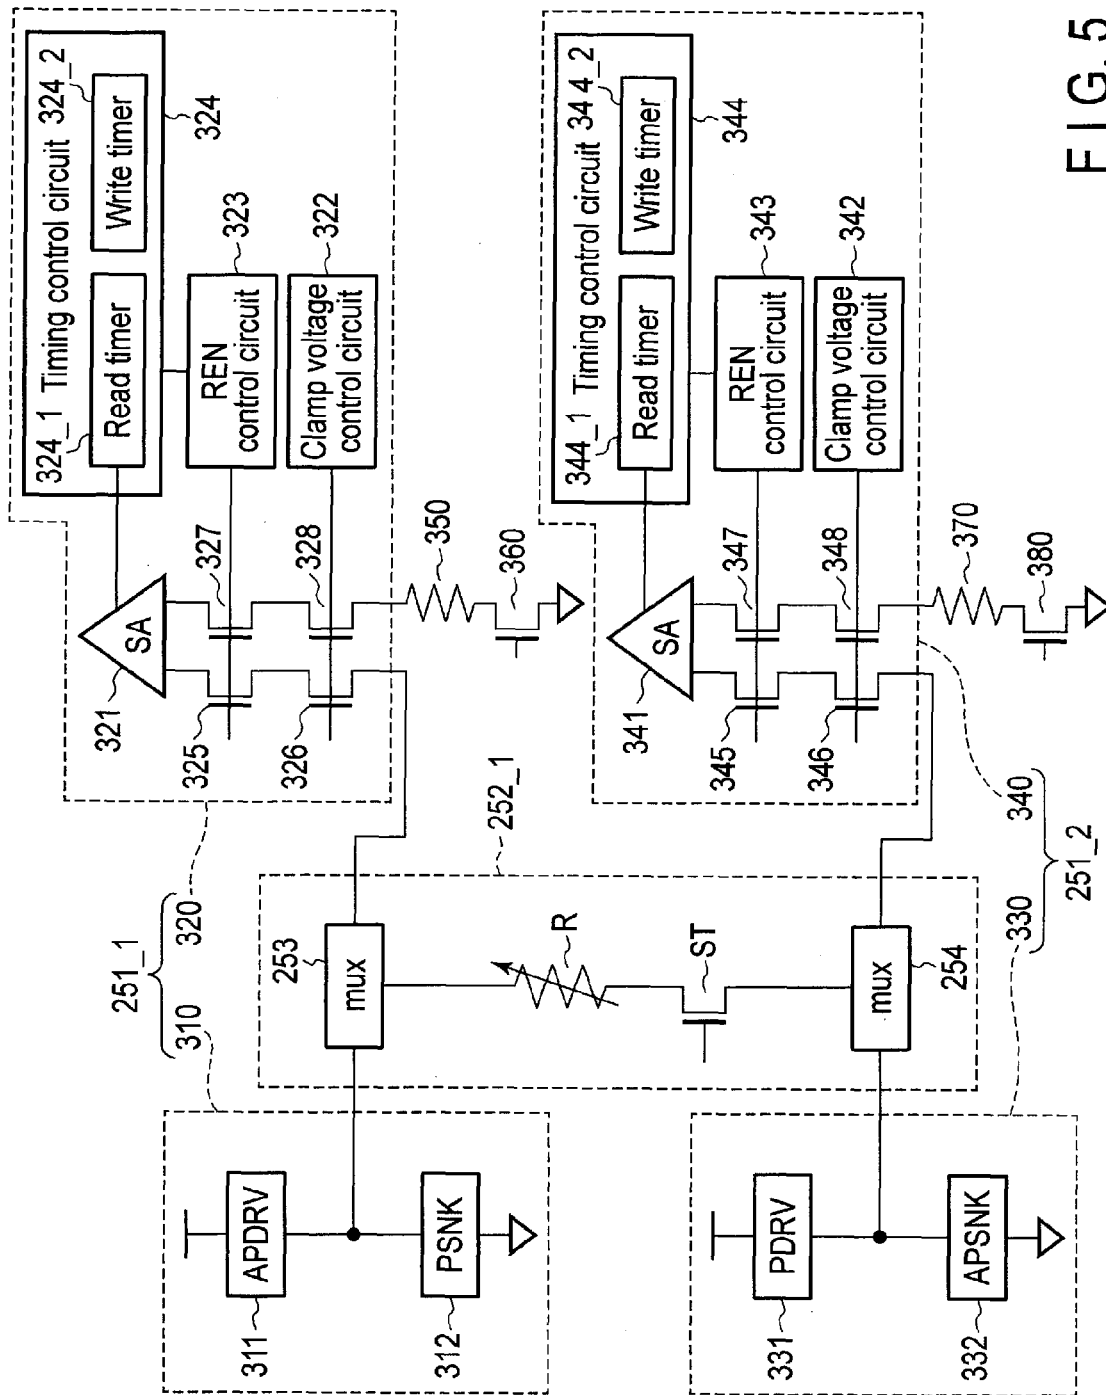 251_1
310
320
311
APDRV
312
PSNK
253
mux
252_1
R
ST
321
SA
325
326
327
328
324_1
Timing control circuit
324_2
Read timer
Write timer
324
REN
control circuit
323
Clamp voltage
control circuit
322
350
360
331
PDRV
332
APSNK
mux
254
330
340
251_2
341
SA
345
346
347
348
344_1
Timing control circuit
344_2
Read timer
Write timer
344
REN
control circuit
343
Clamp voltage
control circuit
342
370
380
FIG. 5